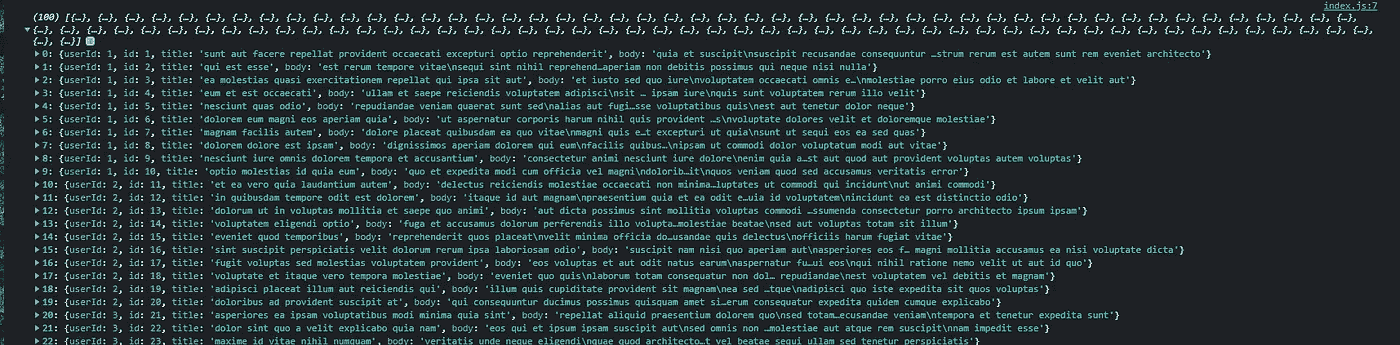 index.js:7
(100) [{…}, {…}, {…}, {…}, {…}, {…}, {…}, {…}, {…}, {…}, {…}, {…}, {…}, {…}, {…}, {…}, {…}, {…}, {…}, {…}, {…}, {…}, {…}, {…}, {…}, {…}, {…}, {…}, {…}, {…}, {…}, {…}, {…}, {…}, {…}, {…}, {…}, {…}, {…}, {…},
{…}, {…}, {…}, {…}, {…}, {…}, {…}, {…}, {…}, {…}, {…}, {…}, {…}, {…}, {…}, {…}, {…}, {…}, {…}, {…}, {…}, {…}, {…}, {…}, {…}, {…}, {…}, {…}, {…}, {…}, {…}, {…}, {…}, {…}, {…}, {…}, {…}, {…}, {…}, {…}, {…},
{…}, {…}]
0: {userId: 1, id: 1, title: 'sunt aut facere repellat provident occaecati excepturi optio reprehenderit', body: 'quia et suscipit\nsuscipit recusandae consequuntur …strum rerum est autem sunt rem eveniet architecto'}
1: {userId: 1, id: 2, title: 'qui est esse', body: 'est rerum tempore vitae\nsequi sint nihil reprehend…aperiam non debitis possimus qui neque nisi nulla'}
2: {userId: 1, id: 3, title: 'ea molestias quasi exercitationem repellat qui ipsa sit aut', body: 'et iusto sed quo iure\nvoluptatem occaecati omnis e…\nmolestiae porro eius odio et labore et velit aut'}
3: {userId: 1, id: 4, title: 'eum et est occaecati', body: 'ullam et saepe reiciendis voluptatem adipisci\nsit … ipsam iure\nquis sunt voluptatem rerum illo velit'}
4: {userId: 1, id: 5, title: 'nesciunt quas odio', body: 'repudiandae veniam quaerat sunt sed\nalias aut fugi…sse voluptatibus quis\nest aut tenetur dolor neque'}
5: {userId: 1, id: 6, title: 'dolorem eum magni eos aperiam quia', body: 'ut aspernatur corporis harum nihil quis provident …s\nvoluptate dolores velit et doloremque molestiae'}
6: {userId: 1, id: 7, title: 'magnam facilis autem', body: 'dolore placeat quibusdam ea quo vitae\nmagni quis e…t excepturi ut quia\nsunt ut sequi eos ea sed quas'}
7: {userId: 1, id: 8, title: 'dolorem dolore est ipsam', body: 'dignissimos aperiam dolorem qui eum\nfacilis quibus…\nipsam ut commodi dolor voluptatum modi aut vitae'}
8: {userId: 1, id: 9, title: 'nesciunt iure omnis dolorem tempora et accusantium', body: 'consectetur animi nesciunt iure dolore\nenim quia a…st aut quod aut provident voluptas autem voluptas'}
9: {userId: 1, id: 10, title: 'optio molestias id quia eum', body: 'quo et expedita modi cum officia vel magni\ndolorib…it\nquos veniam quod sed accusamus veritatis error'}
10: {userId: 2, id: 11, title: 'et ea vero quia laudantium autem', body: 'delectus reiciendis molestiae occaecati non minima…luptates ut commodi qui incidunt\nut animi commodi'}
11: {userId: 2, id: 12, title: 'in quibusdam tempore odit est dolorem', body: 'itaque id aut magnam\npraesentium quia et ea odit e…uia id voluptatem\nincidunt ea est distinctio odio'}
12: {userId: 2, id: 13, title: 'dolorum ut in voluptas mollitia et saepe quo animi', body: 'aut dicta possimus sint mollitia voluptas commodi …ssumenda consectetur porro architecto ipsum ipsam'}
13: {userId: 2, id: 14, title: 'voluptatem eligendi optio', body: 'fuga et accusamus dolorum perferendis illo volupta…molestiae beatae\nsed aut voluptas totam sit illum'}
14: {userId: 2, id: 15, title: 'eveniet quod temporibus', body: 'reprehenderit quos placeat\nvelit minima officia do…usandae quis delectus\nofficiis harum fugiat vitae'}
15: {userId: 2, id: 16, title: 'sint suscipit perspiciatis velit dolorum rerum ipsa laboriosam odio', body: 'suscipit nam nisi quo aperiam aut\nasperiores eos f… magni mollitia accusamus ea nisi voluptate dicta'}
16: {userId: 2, id: 17, title: 'fugit voluptas sed molestias voluptatem provident', body: 'eos voluptas et aut odit natus earum\naspernatur fu…ui eos\nqui nihil ratione nemo velit ut aut id quo'}
17: {userId: 2, id: 18, title: 'voluptate et itaque vero tempora molestiae', body: 'eveniet quo quis\nlaborum totam consequatur non dol… repudiandae\nest voluptatem vel debitis et magnam'}
18: {userId: 2, id: 19, title: 'adipisci placeat illum aut reiciendis qui', body: 'illum quis cupiditate provident sit magnam\nea sed …tque\nadipisci quo iste expedita sit quos voluptas'}
19: {userId: 2, id: 20, title: 'doloribus ad provident suscipit at', body: 'qui consequuntur ducimus possimus quisquam amet si…erum consequatur expedita quidem cumque explicabo'}
20: {userId: 3, id: 21, title: 'asperiores ea ipsam voluptatibus modi minima quia sint', body: 'repellat aliquid praesentium dolorem quo\nsed totam…ecusandae veniam\ntempora et tenetur expedita sunt'}
21: {userId: 3, id: 22, title: 'dolor sint quo a velit explicabo quia nam', body: 'eos qui et ipsum ipsam suscipit aut\nsed omnis non …molestiae aut atque rem suscipit\nnam impedit esse'}
22: {userId: 3, id: 23, title: 'maxime id vitae nihil numquam', body: 'veritatis unde neque eligendi\nquae quod architecto…t vel beatae sequi ullam sed tenetur perspiciatis'}